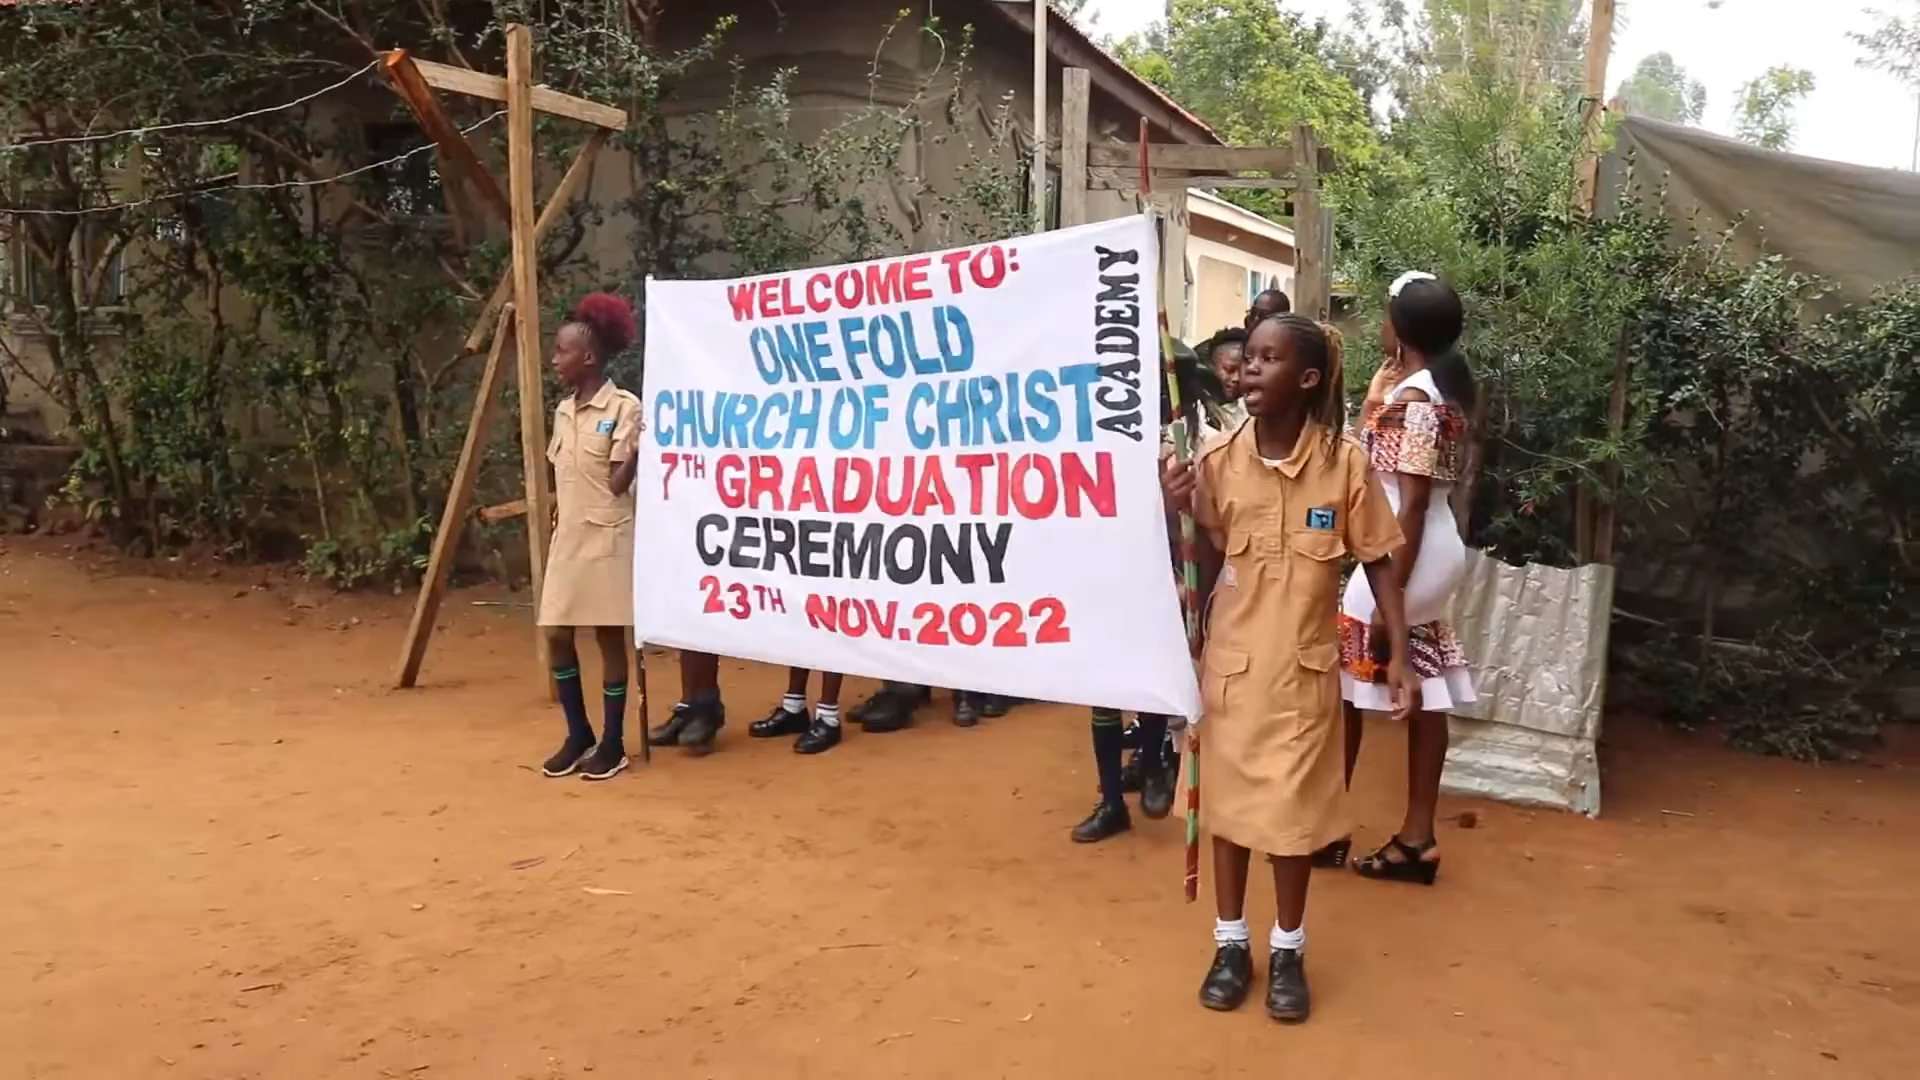 WELCOME TO:
ONE FOLD
CHURCH OF CHRIST
ACADEMY
7TH GRADUATION
CEREMONY
23TH NOV.2022